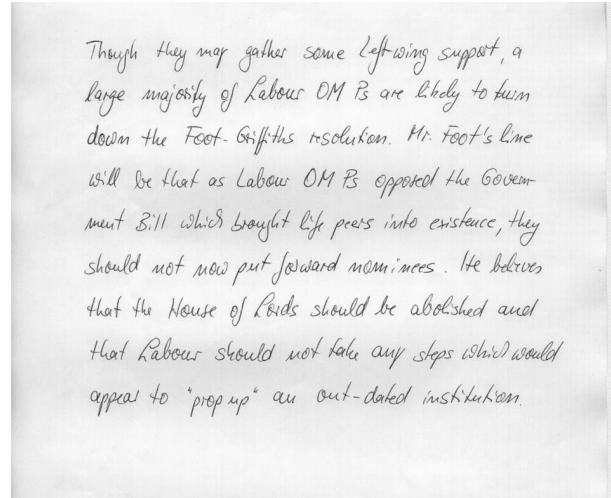 Though they may gather some Left-wing support, a
large majority of Labour OM Ps are likely to turn
down the Foot-Griffiths resolution. Mr. Foot's line
will be that as Labour OM Ps opposed the Govern-
ment Bill which brought life peers into existence, they
should not now put forward nominees. He believes
that the House of Lords should be abolished and
that Labour should not take any steps which would
appear to "prop up" an out-dated institution.